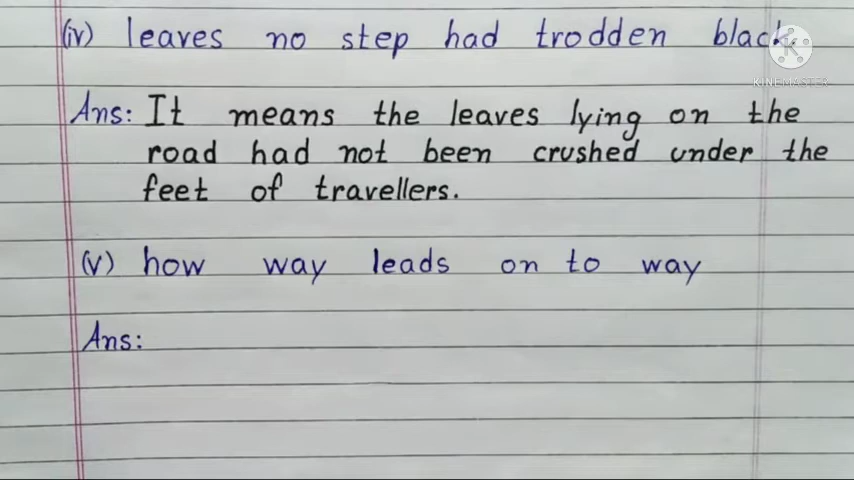 (iv) leaves no step had trodden black.
KINEMASTER
Ans: It means the leaves lying on the
road had not been crushed under the
feet of travellers.
(v) how way leads on to way
Ans: